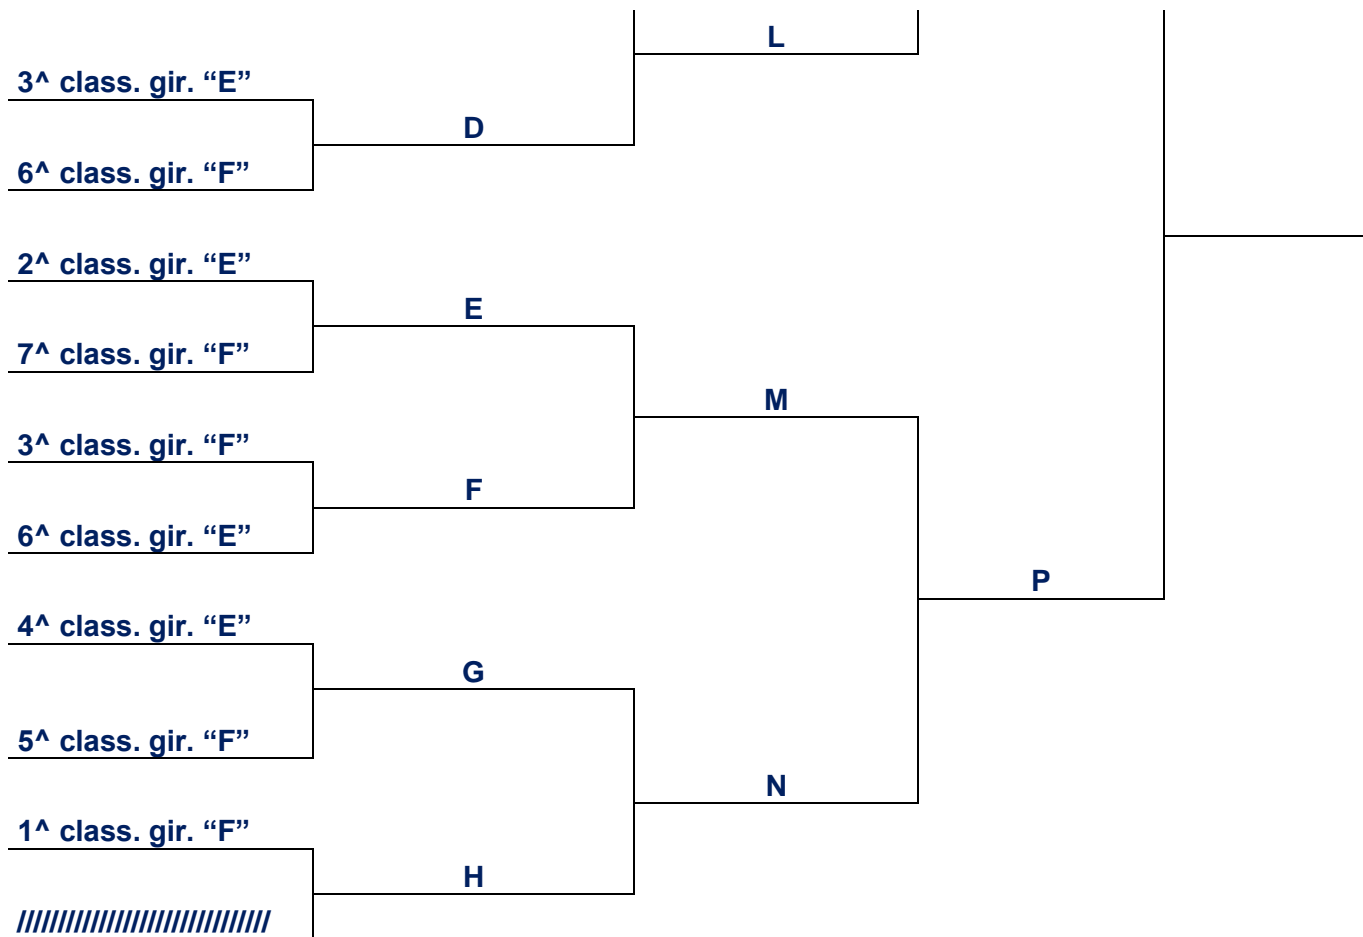 L
3^ class. gir. “E”
D
6^ class. gir. “F”
2^ class. gir. “E”
E
7^ class. gir. “F”
M
3^ class. gir. “F”
F
6^ class. gir. “E”
P
4^ class. gir. “E”
G
5^ class. gir. “F”
N
1^ class. gir. “F”
H
///////////////////////////////